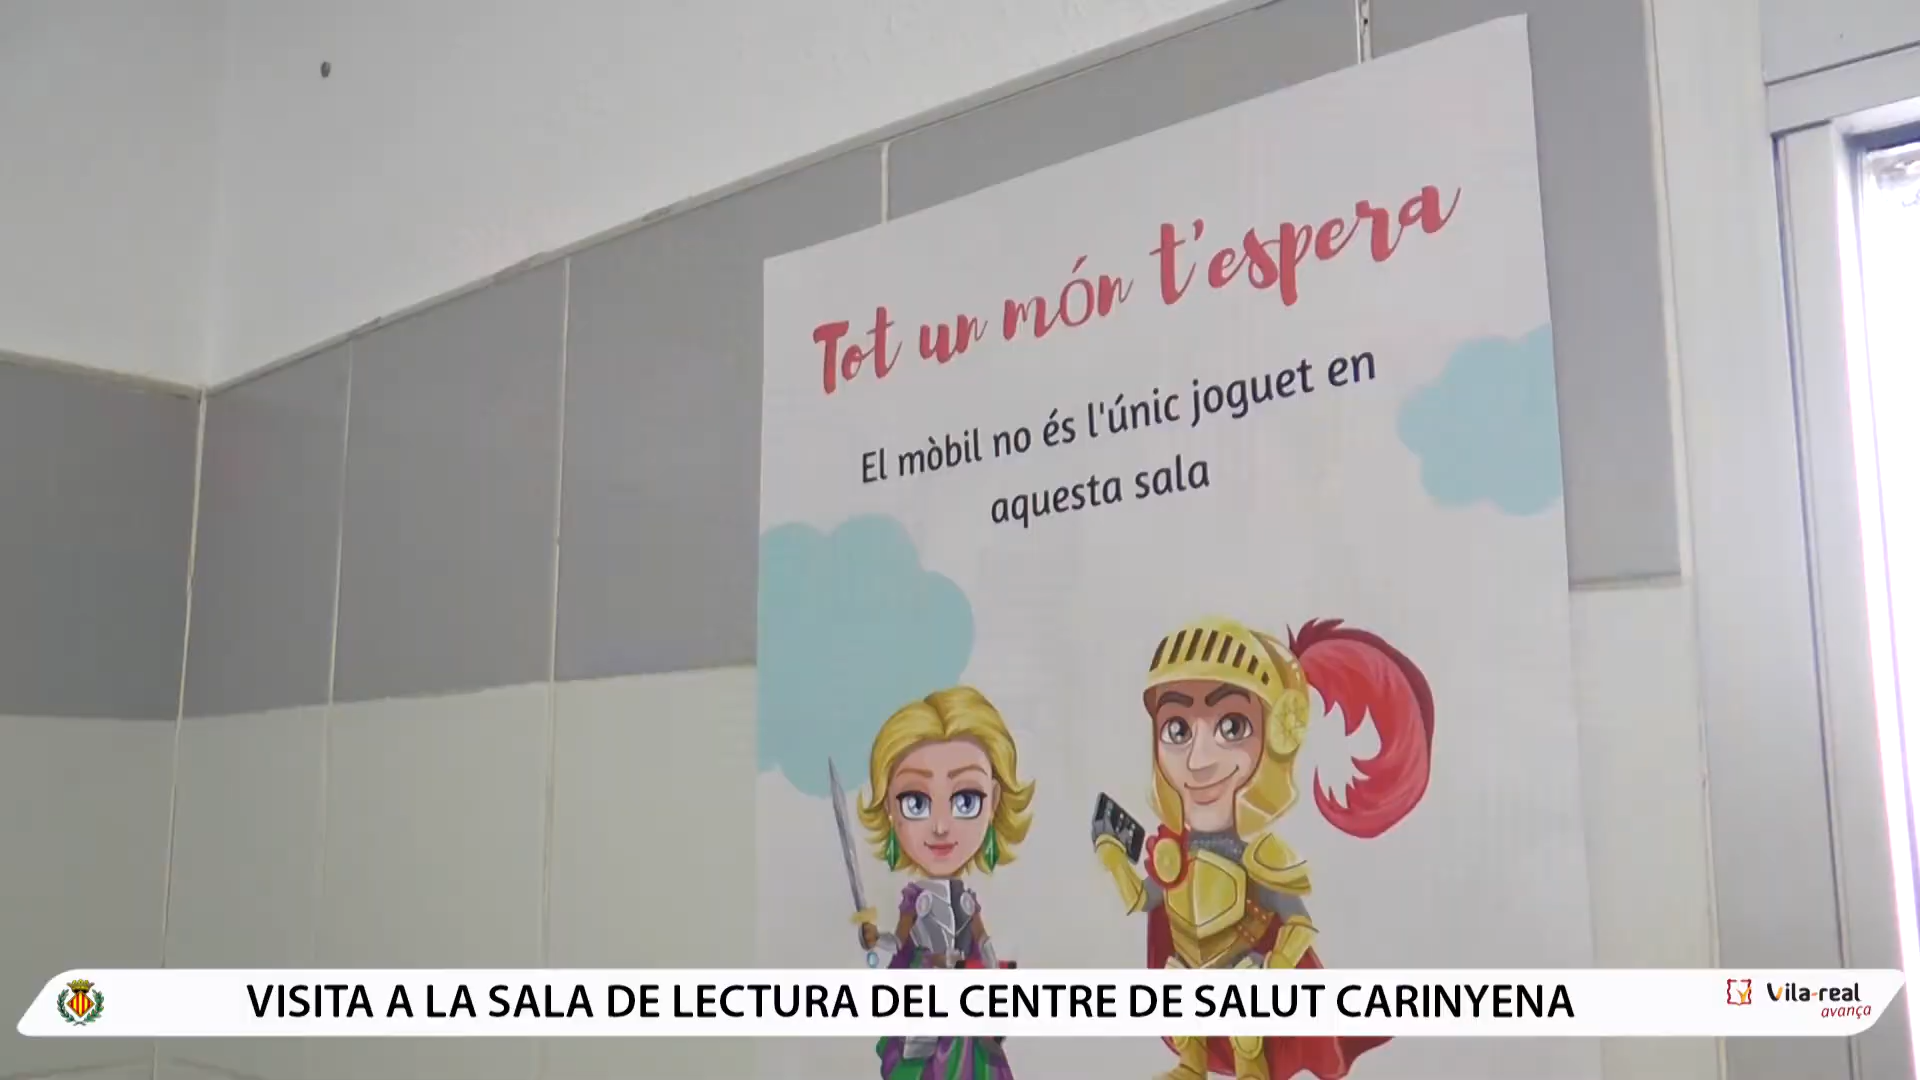 Tot un món t'espera
El mòbil no és l'únic joguet en
aquesta sala
VISITA A LA SALA DE LECTURA DEL CENTRE DE SALUT CARINYENA
Vila-real
avança